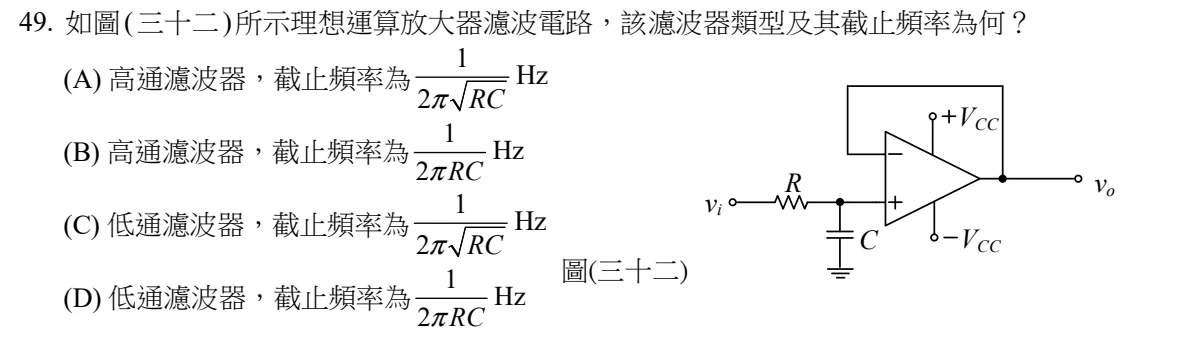 49. 如圖(三十二)所示理想運算放大器濾波電路，該濾波器類型及其截止頻率為何？
(A) 高通濾波器，截止頻率為 1/(2π√RC) Hz
(B) 高通濾波器，截止頻率為 1/(2πRC) Hz
(C) 低通濾波器，截止頻率為 1/(2π√RC) Hz
(D) 低通濾波器，截止頻率為 1/(2πRC) Hz
+V_CC
−
R
v_i
+
v_o
C
−V_CC
圖(三十二)